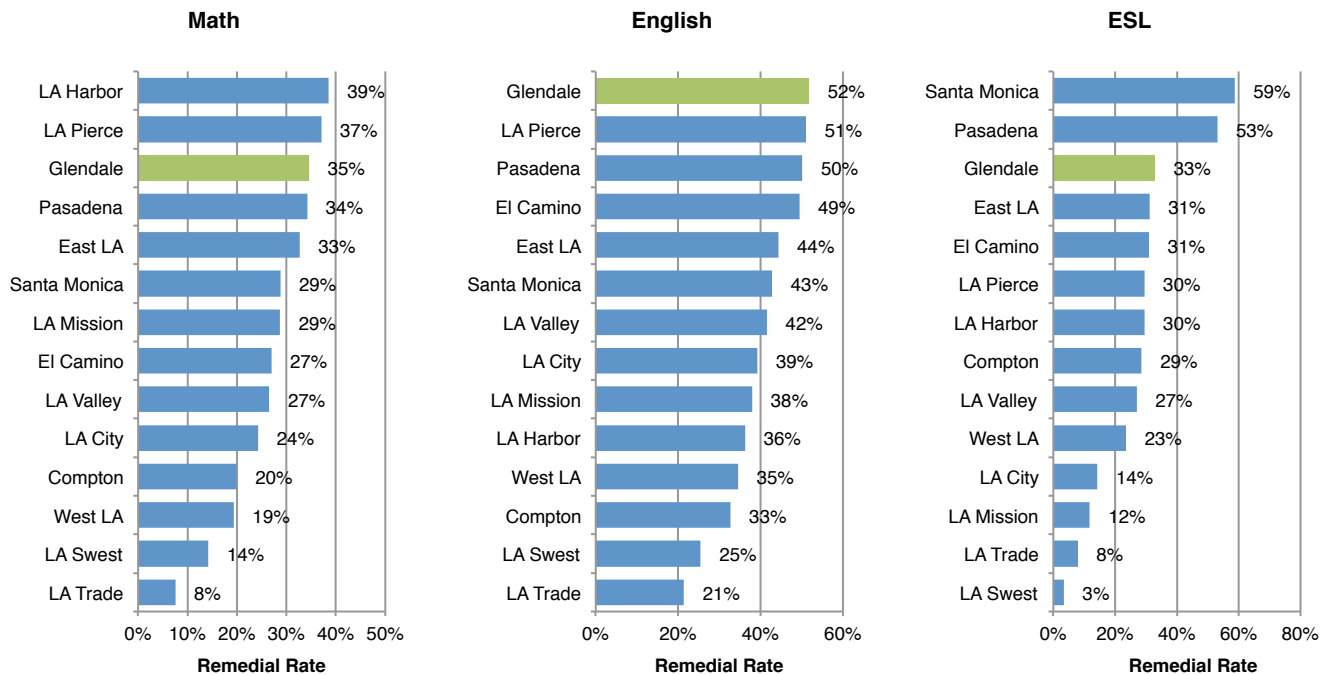 Math
LA Harbor 39%
LA Pierce 37%
Glendale 35%
Pasadena 34%
East LA 33%
Santa Monica 29%
LA Mission 29%
El Camino 27%
LA Valley 27%
LA City 24%
Compton 20%
West LA 19%
LA Swest 14%
LA Trade 8%
0% 10% 20% 30% 40% 50%
Remedial Rate
English
Glendale 52%
LA Pierce 51%
Pasadena 50%
El Camino 49%
East LA 44%
Santa Monica 43%
LA Valley 42%
LA City 39%
LA Mission 38%
LA Harbor 36%
West LA 35%
Compton 33%
LA Swest 25%
LA Trade 21%
0% 20% 40% 60%
Remedial Rate
ESL
Santa Monica 59%
Pasadena 53%
Glendale 33%
East LA 31%
El Camino 31%
LA Pierce 30%
LA Harbor 30%
Compton 29%
LA Valley 27%
West LA 23%
LA City 14%
LA Mission 12%
LA Trade 8%
LA Swest 3%
0% 20% 40% 60% 80%
Remedial Rate